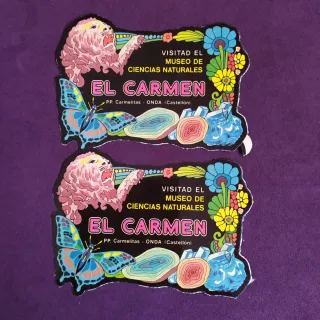 VISITAD EL
MUSEO DE
CIENCIAS NATURALES
EL CARMEN
PP. Carmelitas - ONDA (Castellón)
VISITAD EL
MUSEO DE
CIENCIAS NATURALES
EL CARMEN
PP. Carmelitas - ONDA (Castellón)